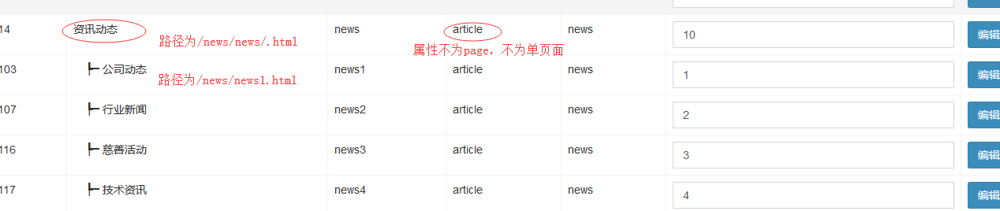 14 资讯动态 news article news 10 编辑
路径为/news/news/.html
属性不为page，不为单页面
103 ┣━ 公司动态 news1 article news 1 编辑
路径为/news/news1.html
107 ┣━ 行业新闻 news2 article news 2 编辑
116 ┣━ 慈善活动 news3 article news 3 编辑
117 ┣━ 技术资讯 news4 article news 4 编辑